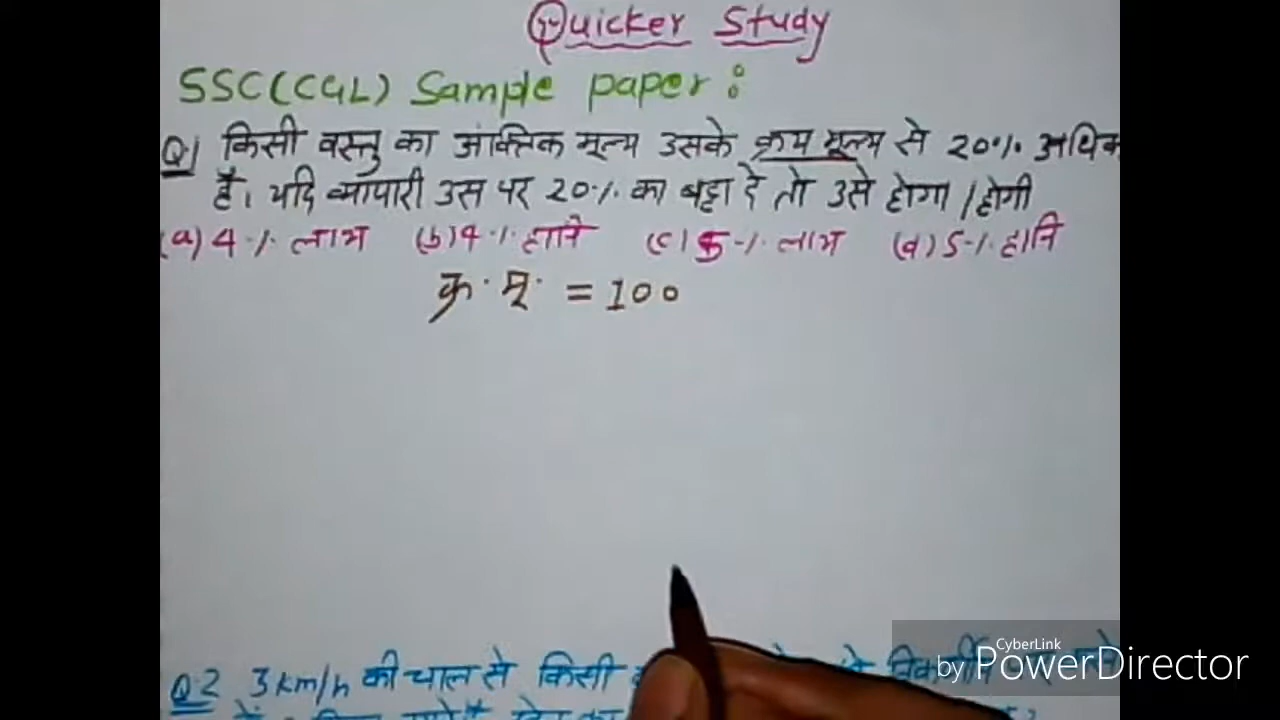 Quicker Study
SSC(CGL) Sample paper:
Q1 किसी वस्तु का अंकित मूल्य उसके क्रय मूल्य से 20% अधिक
है। यदि व्यापारी उस पर 20% का बट्टा दे तो उसे होगा/होगी
(a) 4% लाभ (b) 4% हानि (c) 5% लाभ (d) 5% हानि
क्र. मू. = 100
Q2 3 km/h की चाल से किसी
CyberLink
by PowerDirector